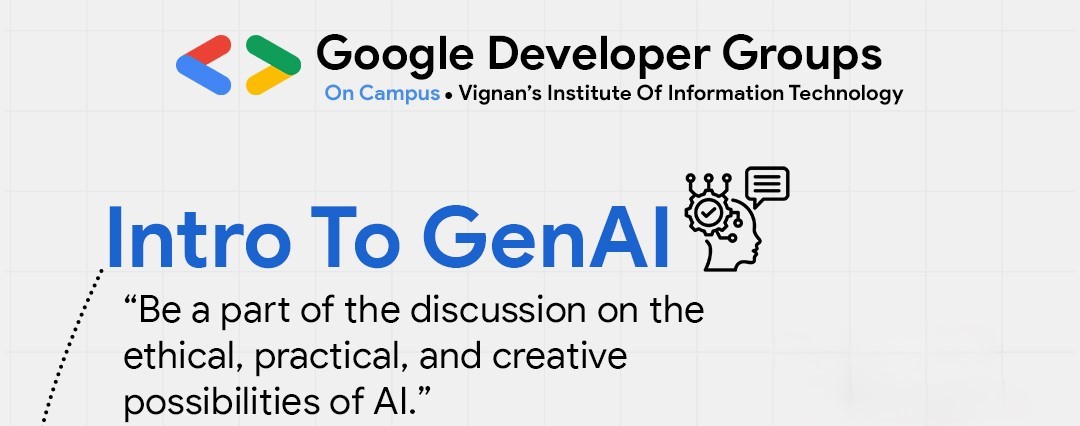 Google Developer Groups
On Campus • Vignan’s Institute Of Information Technology
Intro To GenAI
“Be a part of the discussion on the
ethical, practical, and creative
possibilities of AI.”